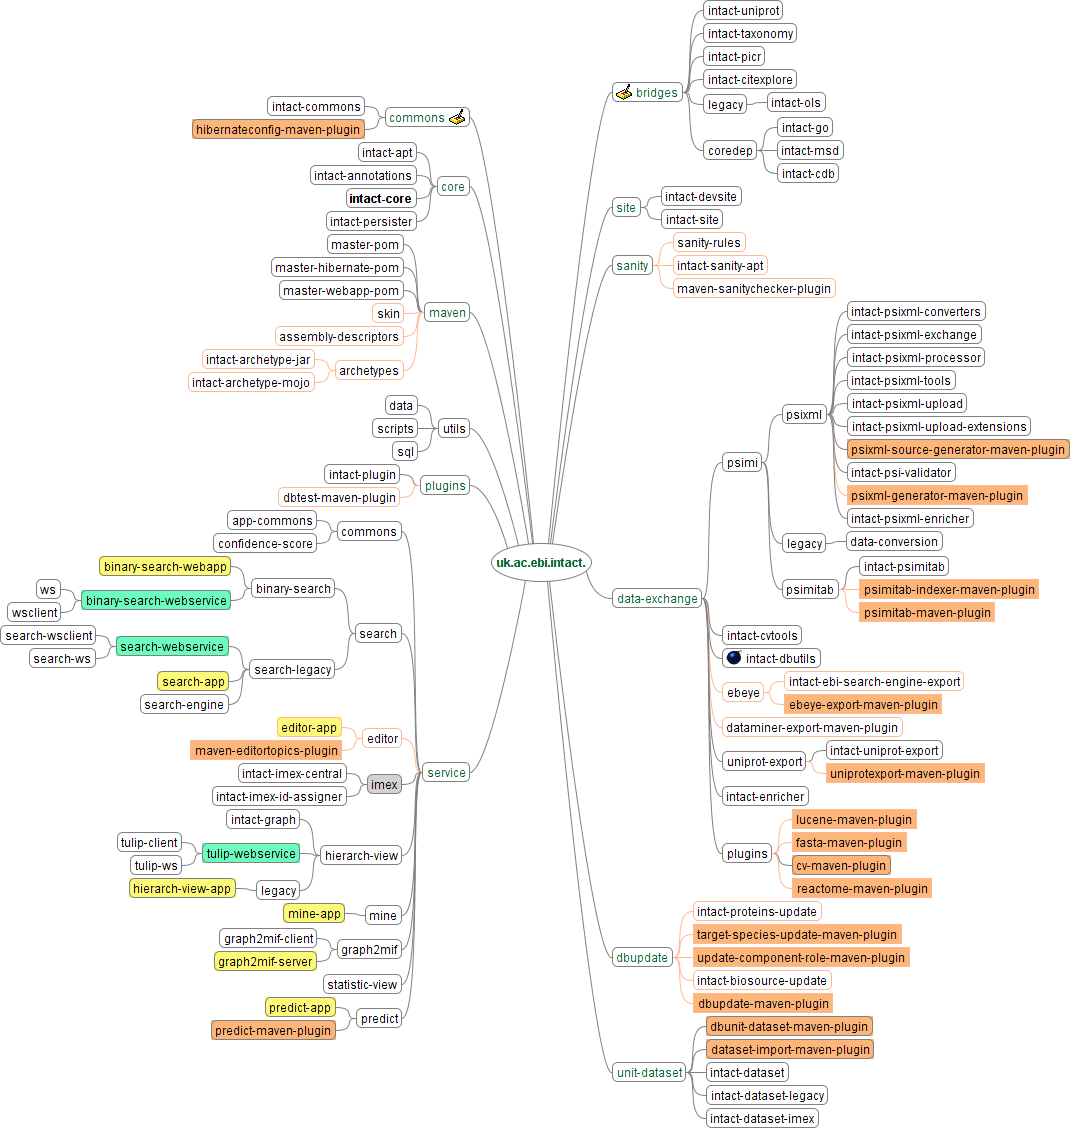 uk.ac.ebi.intact.
commons
intact-commons
hibernateconfig-maven-plugin
core
intact-apt
intact-annotations
intact-core
intact-persister
maven
master-pom
master-hibernate-pom
master-webapp-pom
skin
assembly-descriptors
archetypes
intact-archetype-jar
intact-archetype-mojo
utils
data
scripts
sql
plugins
intact-plugin
dbtest-maven-plugin
service
commons
app-commons
confidence-score
search
binary-search
binary-search-webapp
binary-search-webservice
ws
wsclient
search-legacy
search-webservice
search-wsclient
search-ws
search-app
search-engine
editor
editor-app
maven-editortopics-plugin
imex
intact-imex-central
intact-imex-id-assigner
hierarch-view
intact-graph
tulip-webservice
tulip-client
tulip-ws
legacy
hierarch-view-app
mine
mine-app
graph2mif
graph2mif-client
graph2mif-server
statistic-view
predict
predict-app
predict-maven-plugin
bridges
intact-uniprot
intact-taxonomy
intact-picr
intact-citexplore
legacy
intact-ols
coredep
intact-go
intact-msd
intact-cdb
site
intact-devsite
intact-site
sanity
sanity-rules
intact-sanity-apt
maven-sanitychecker-plugin
data-exchange
psimi
psixml
intact-psixml-converters
intact-psixml-exchange
intact-psixml-processor
intact-psixml-tools
intact-psixml-upload
intact-psixml-upload-extensions
psixml-source-generator-maven-plugin
intact-psi-validator
psixml-generator-maven-plugin
intact-psixml-enricher
legacy
data-conversion
psimitab
intact-psimitab
psimitab-indexer-maven-plugin
psimitab-maven-plugin
intact-cvtools
intact-dbutils
ebeye
intact-ebi-search-engine-export
ebeye-export-maven-plugin
dataminer-export-maven-plugin
uniprot-export
intact-uniprot-export
uniprotexport-maven-plugin
intact-enricher
plugins
lucene-maven-plugin
fasta-maven-plugin
cv-maven-plugin
reactome-maven-plugin
dbupdate
intact-proteins-update
target-species-update-maven-plugin
update-component-role-maven-plugin
intact-biosource-update
dbupdate-maven-plugin
unit-dataset
dbunit-dataset-maven-plugin
dataset-import-maven-plugin
intact-dataset
intact-dataset-legacy
intact-dataset-imex